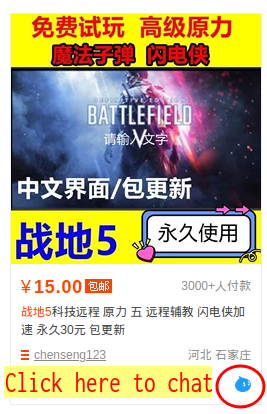 免费试玩 高级原力
魔法子弹 闪电侠
BATTLEFIELD
请输入文字
中文界面/包更新
战地5
永久使用
¥15.00 包邮
3000+人付款
战地5科技远程 原力 五 远程辅教 闪电侠加
速 永久30元 包更新
chenseng123
河北 石家庄
Click here to chat